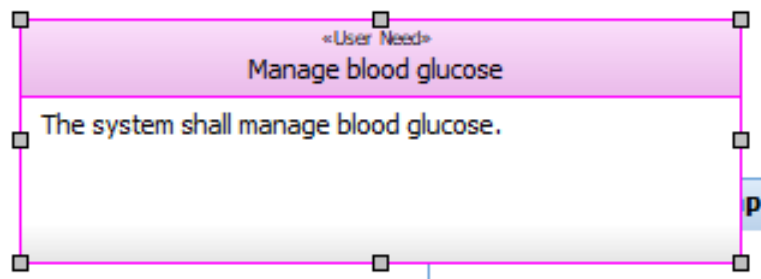 «User Need»
Manage blood glucose
The system shall manage blood glucose.